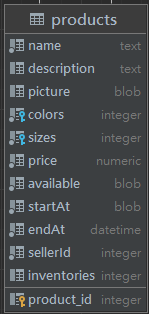 products
name text
description text
picture blob
colors integer
sizes integer
price numeric
available blob
startAt blob
endAt datetime
sellerId integer
inventories integer
product_id integer